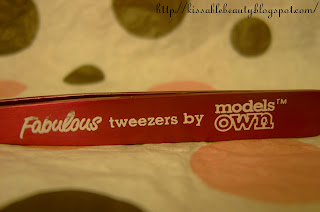 http://kissablebeauty.blogspot.com/
Fabulous tweezers by models own™